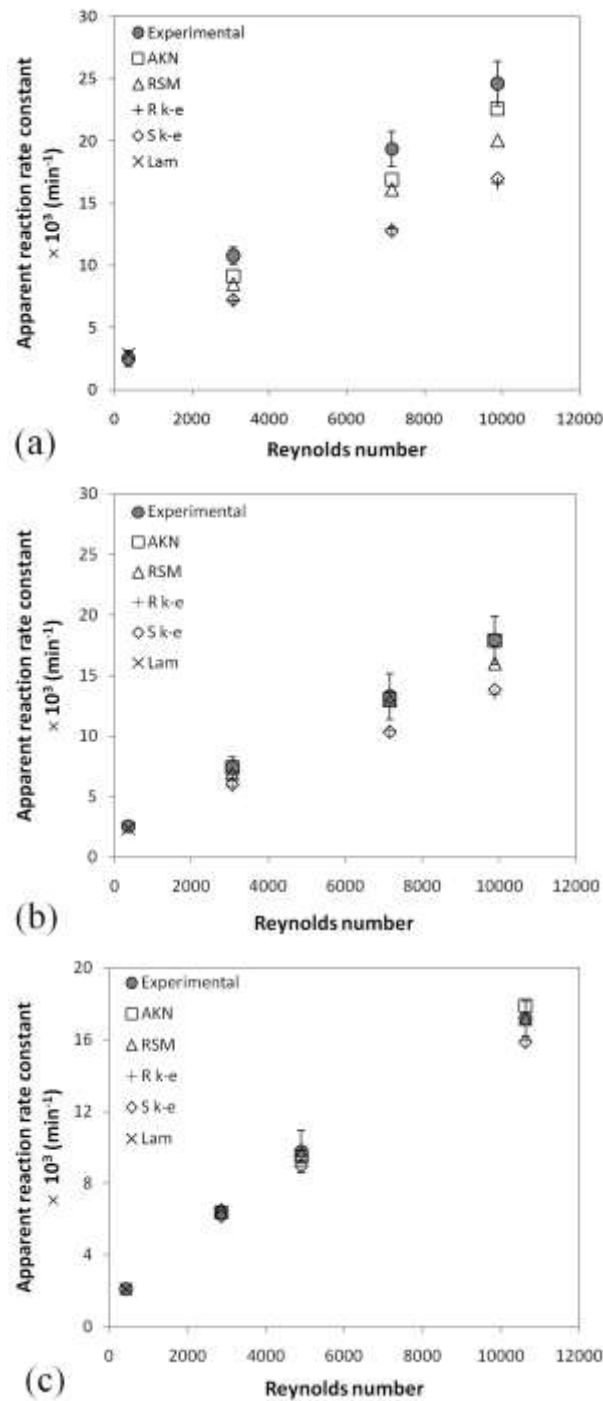 30
25
20
15
10
5
0
Apparent reaction rate constant
× 10³ (min⁻¹)
Experimental
AKN
RSM
R k-e
S k-e
Lam
0 2000 4000 6000 8000 10000 12000
Reynolds number
(a)
30
25
20
15
10
5
0
Apparent reaction rate constant
× 10³ (min⁻¹)
Experimental
AKN
RSM
R k-e
S k-e
Lam
0 2000 4000 6000 8000 10000 12000
Reynolds number
(b)
20
16
12
8
4
0
Apparent reaction rate constant
× 10³ (min⁻¹)
Experimental
AKN
RSM
R k-e
S k-e
Lam
0 2000 4000 6000 8000 10000 12000
Reynolds number
(c)